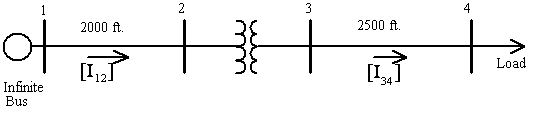 1 2000 ft. 2 3 2500 ft. 4
[I12] [I34] Load
Infinite
Bus